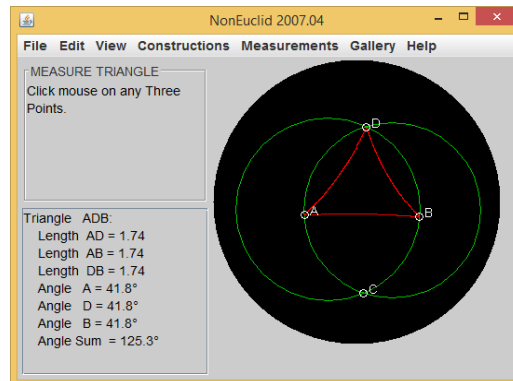 NonEuclid 2007.04
File Edit View Constructions Measurements Gallery Help
MEASURE TRIANGLE
Click mouse on any Three
Points.
Triangle ADB:
Length AD = 1.74
Length AB = 1.74
Length DB = 1.74
Angle A = 41.8°
Angle D = 41.8°
Angle B = 41.8°
Angle Sum = 125.3°
D
A
B
C